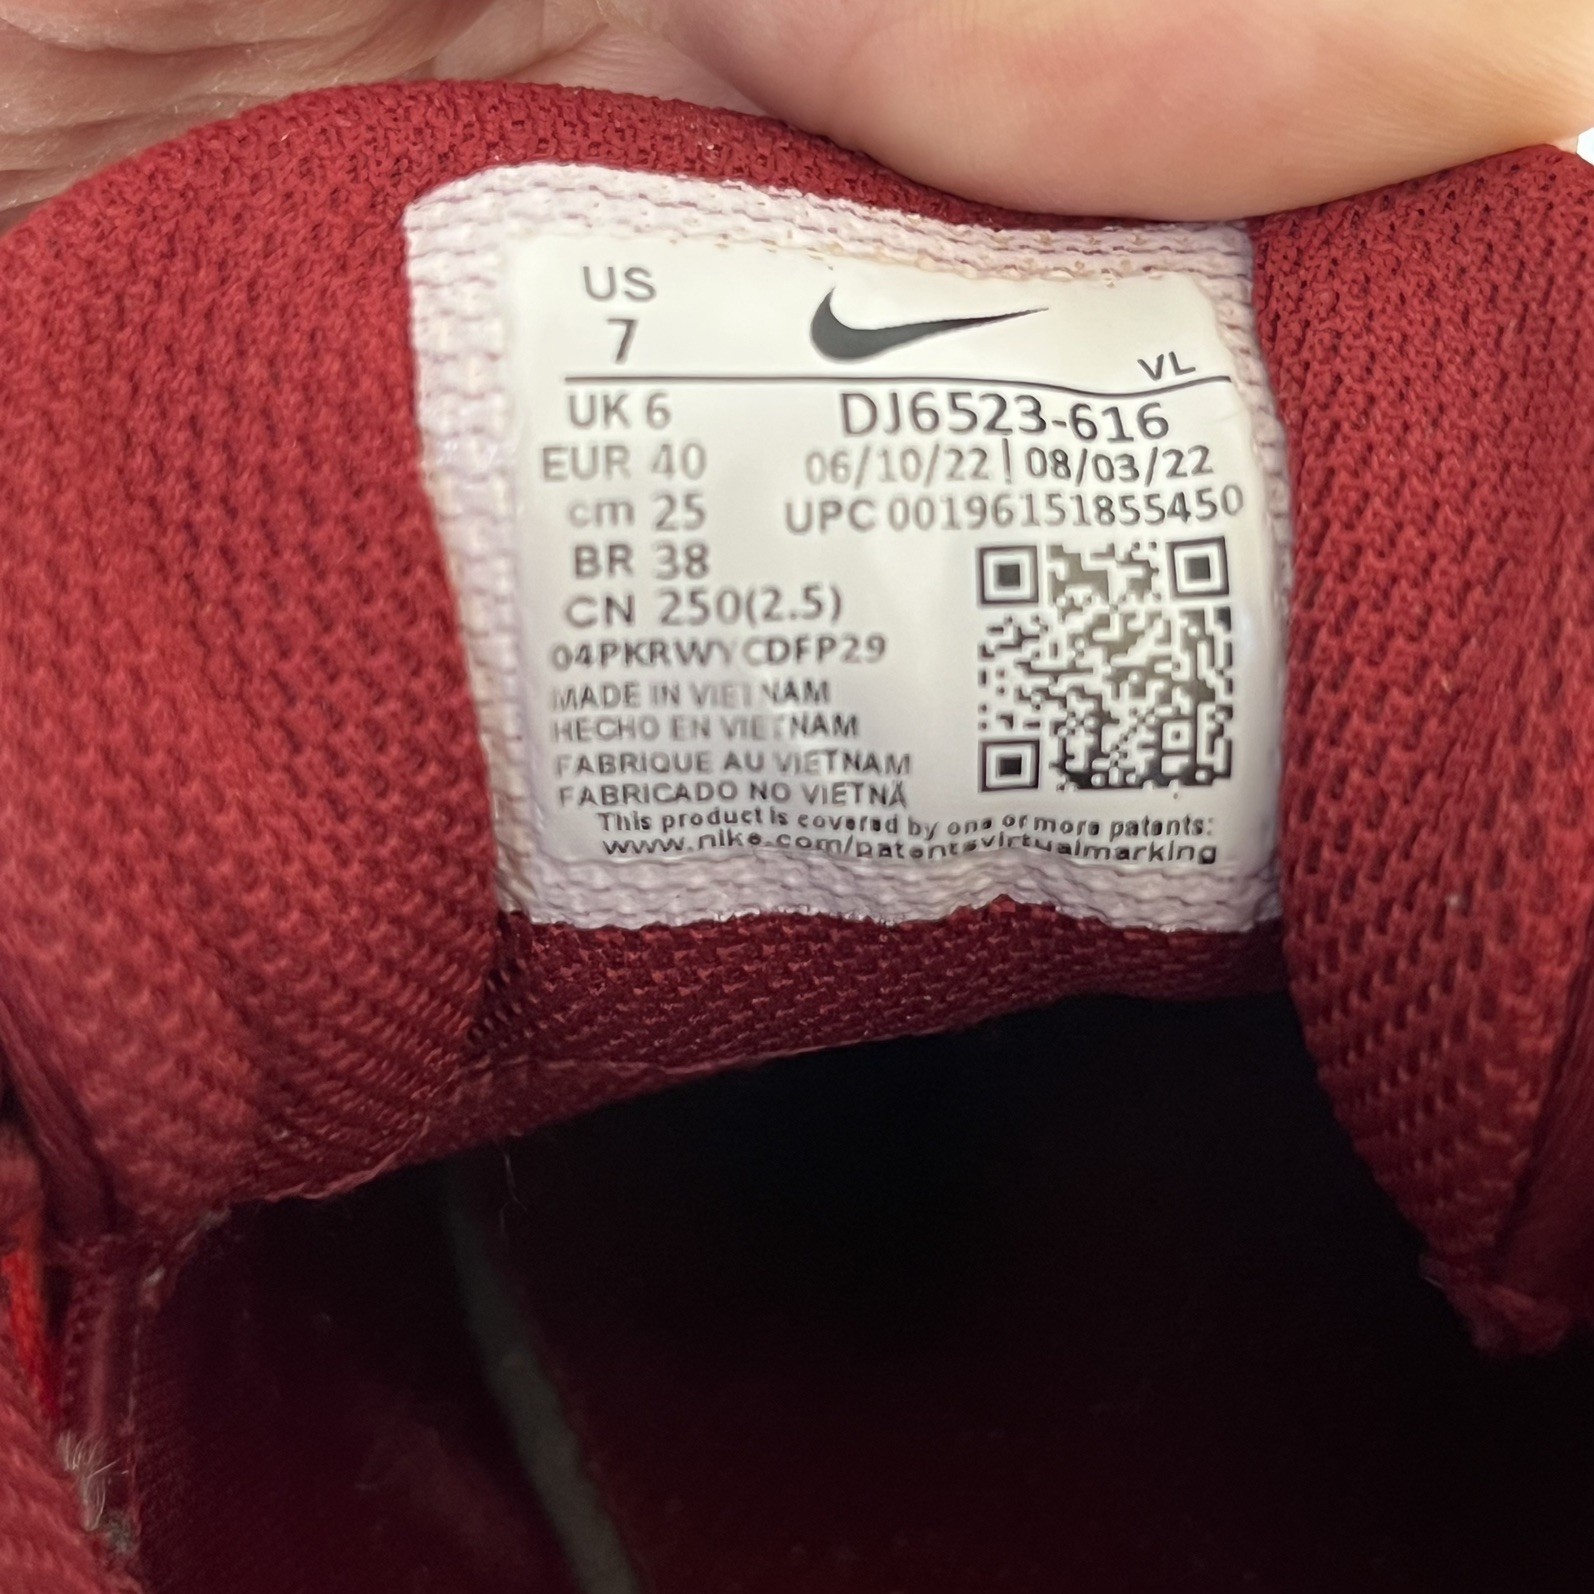 US
7
VL
UK 6
DJ6523-616
EUR 40
06/10/22 | 08/03/22
cm 25
UPC 00196151855450
BR 38
CN 250(2.5)
04PKRWYCDFP29
MADE IN VIETNAM
HECHO EN VIETNAM
FABRIQUE AU VIETNAM
FABRICADO NO VIETNÃ
This product is covered by one or more patents:
www.nike.com/patentsvirtualmarking